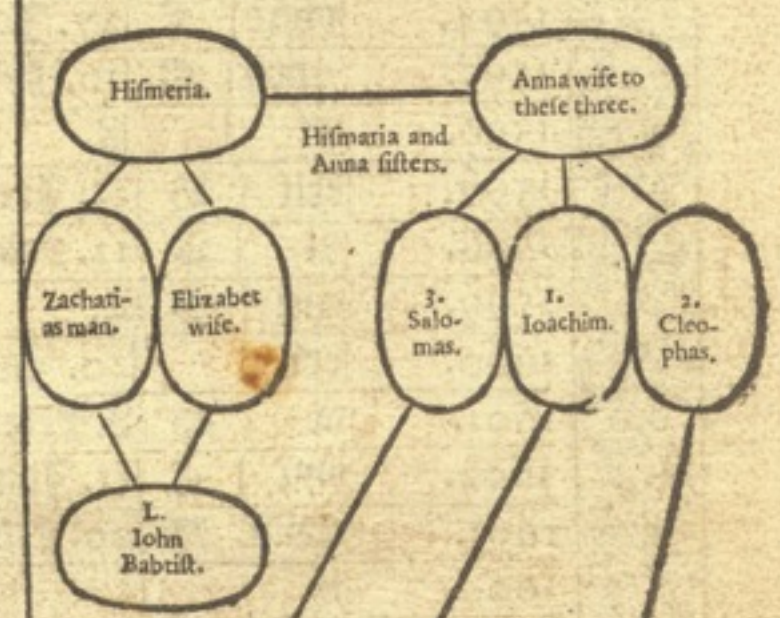 Hiſmeria.
Anna wife to
theſe three.
Hiſmaria and
Anna ſiſters.
Zachari-
as man.
Elizabet
wife.
3.
Salo-
mas.
1.
Ioachim.
2.
Cleo-
phas.
L.
Iohn
Babtiſt.